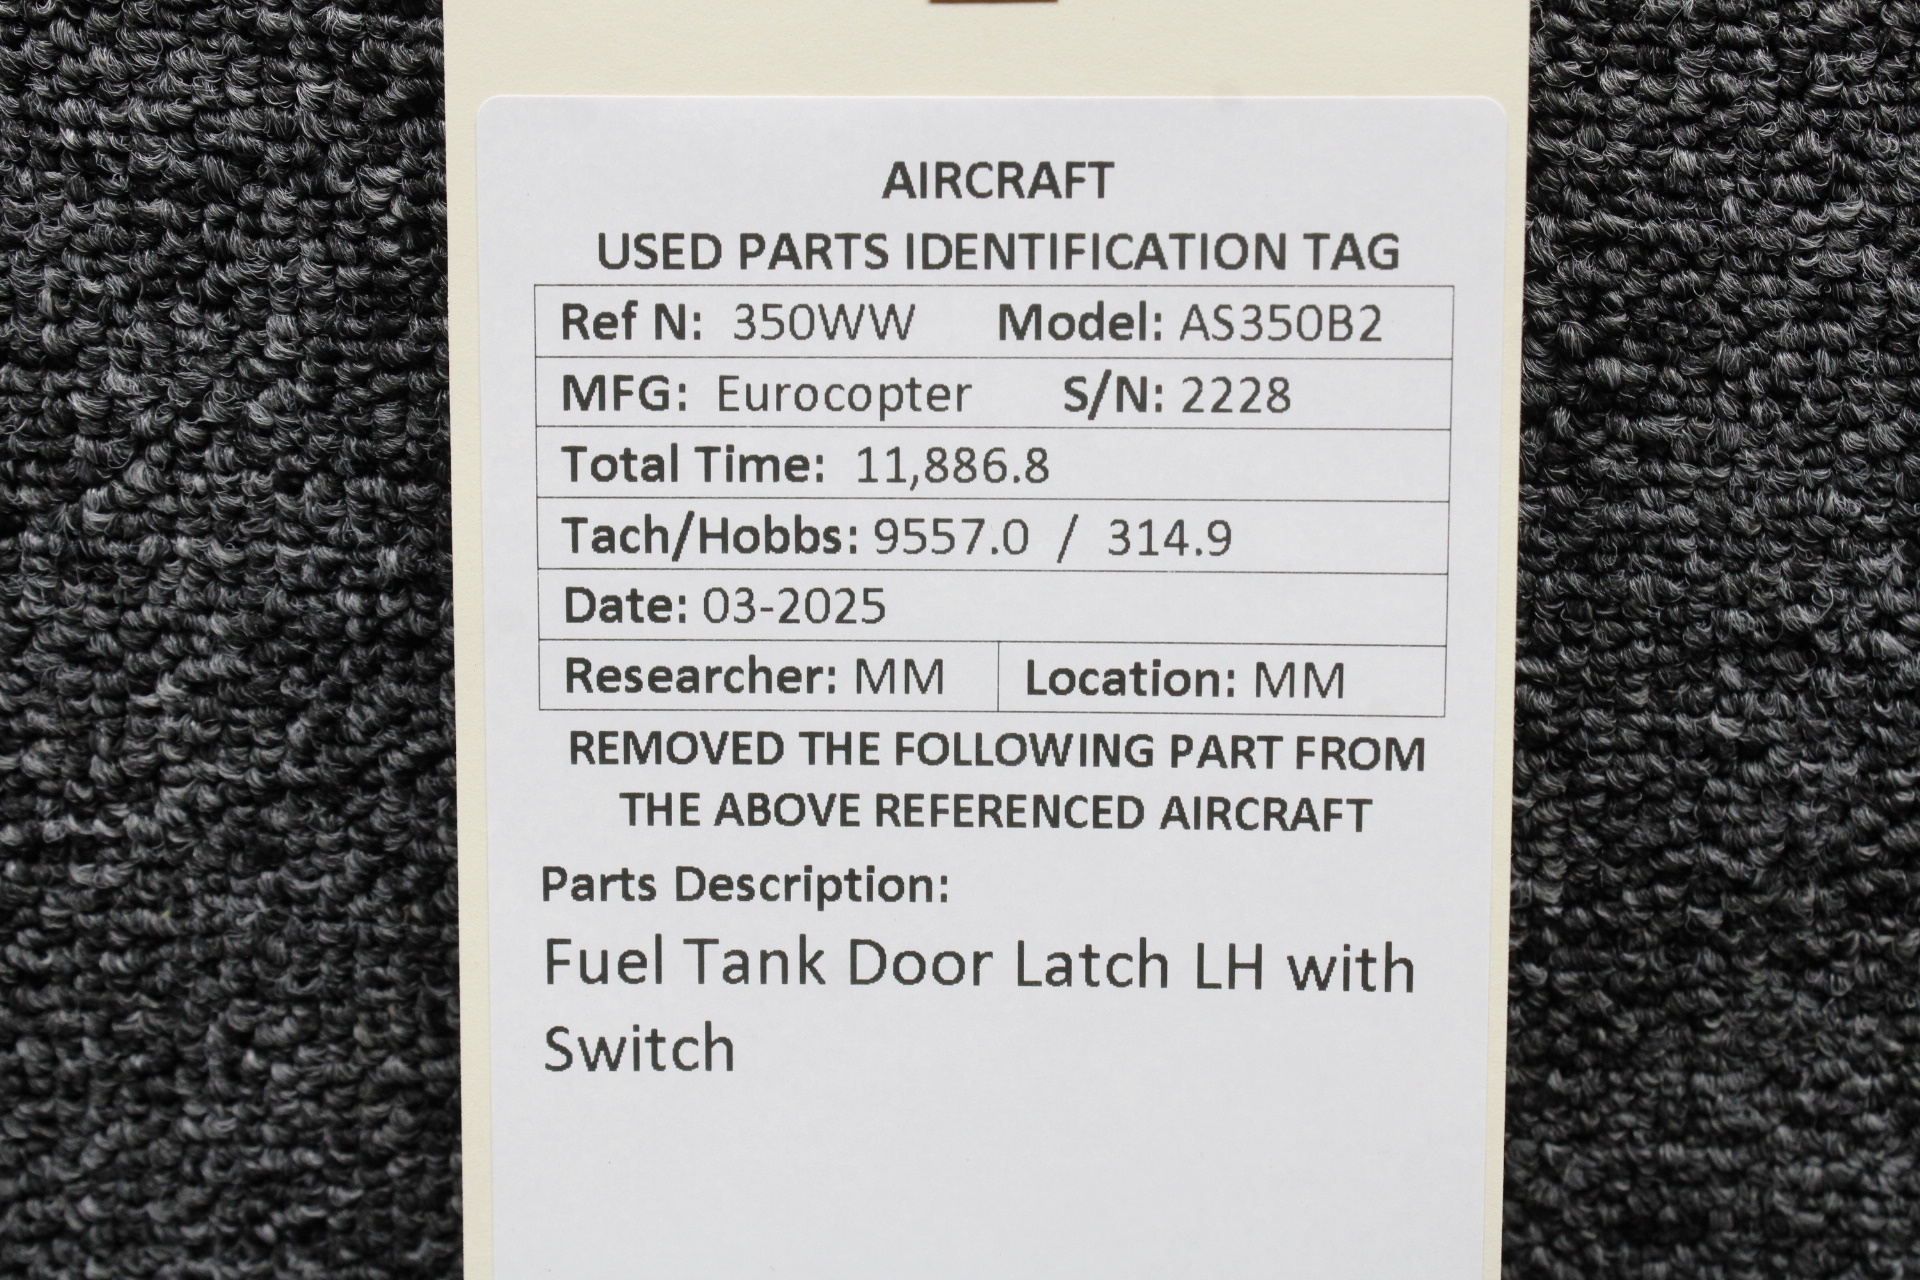 AIRCRAFT
USED PARTS IDENTIFICATION TAG
Ref N: 350WW Model: AS350B2
MFG: Eurocopter S/N: 2228
Total Time: 11,886.8
Tach/Hobbs: 9557.0 / 314.9
Date: 03-2025
Researcher: MM Location: MM
REMOVED THE FOLLOWING PART FROM
THE ABOVE REFERENCED AIRCRAFT
Parts Description:
Fuel Tank Door Latch LH with
Switch